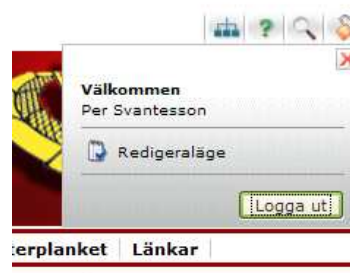 Välkommen
Per Svantesson
Redigeraläge
Logga ut
Länkar